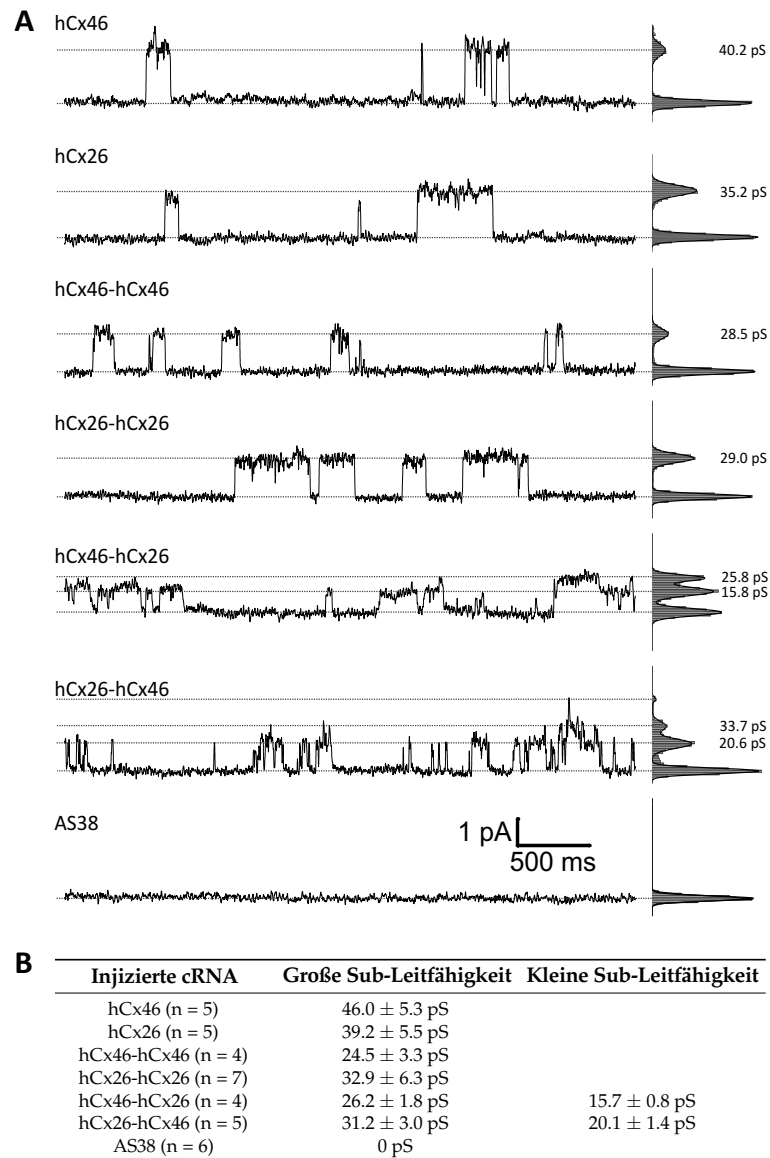 A
hCx46
40.2 pS
hCx26
35.2 pS
hCx46-hCx46
28.5 pS
hCx26-hCx26
29.0 pS
hCx46-hCx26
25.8 pS
15.8 pS
hCx26-hCx46
33.7 pS
20.6 pS
AS38
1 pA
500 ms
B
Injizierte cRNA Große Sub-Leitfähigkeit Kleine Sub-Leitfähigkeit
hCx46 (n = 5) 46.0 ± 5.3 pS
hCx26 (n = 5) 39.2 ± 5.5 pS
hCx46-hCx46 (n = 4) 24.5 ± 3.3 pS
hCx26-hCx26 (n = 7) 32.9 ± 6.3 pS
hCx46-hCx26 (n = 4) 26.2 ± 1.8 pS 15.7 ± 0.8 pS
hCx26-hCx46 (n = 5) 31.2 ± 3.0 pS 20.1 ± 1.4 pS
AS38 (n = 6) 0 pS